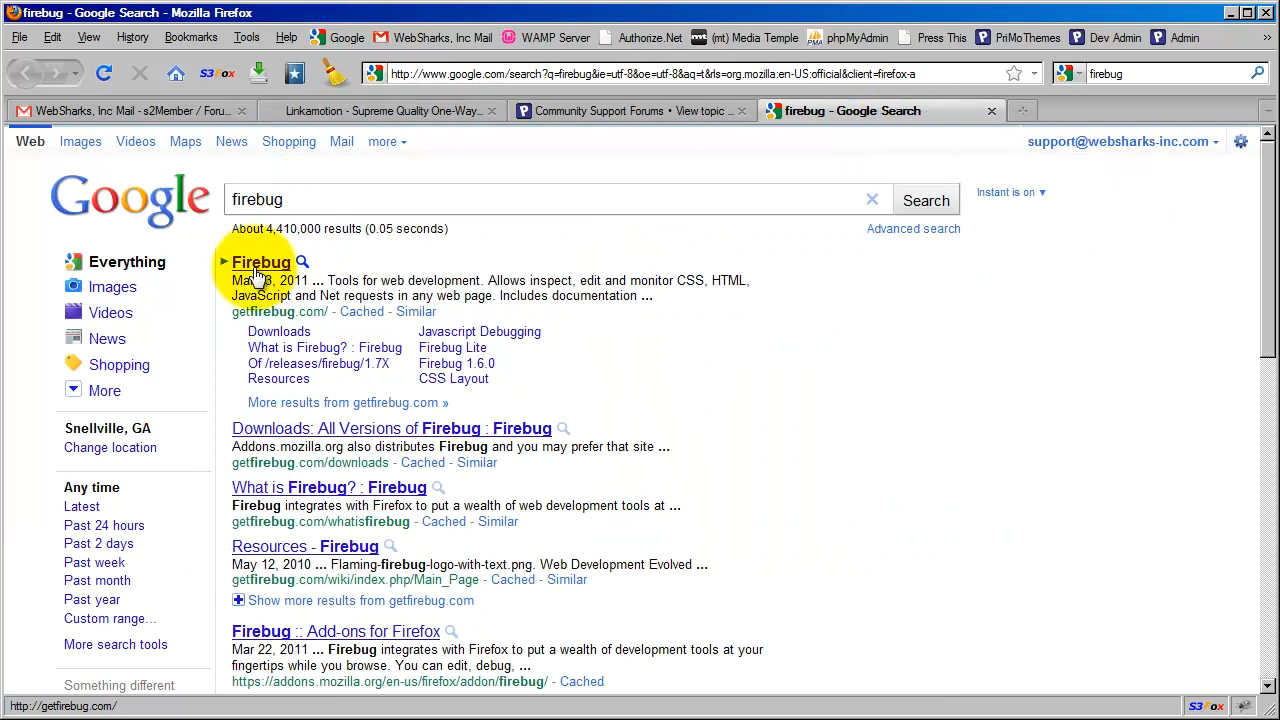 firebug - Google Search - Mozilla Firefox
File Edit View History Bookmarks Tools Help Google WebSharks, Inc Mail WAMP Server Authorize.Net (mt) Media Temple phpMyAdmin Press This PriMoThemes Dev Admin Admin »
S3Fox http://www.google.com/search?q=firebug&ie=utf-8&oe=utf-8&aq=t&rls=org.mozilla:en-US:official&client=firefox-a firebug
WebSharks, Inc Mail - s2Member / Foru... Linkamotion - Supreme Quality One-Way... Community Support Forums • View topic ... firebug - Google Search
Web Images Videos Maps News Shopping Mail more support@websharks-inc.com
Google firebug Search Instant is on ▼
About 4,410,000 results (0.05 seconds) Advanced search
Everything
Images
Videos
News
Shopping
More
Snellville, GA
Change location
Any time
Latest
Past 24 hours
Past 2 days
Past week
Past month
Past year
Custom range...
More search tools
Something different
Firebug
3, 2011 ... Tools for web development. Allows inspect, edit and monitor CSS, HTML,
JavaScript and Net requests in any web page. Includes documentation ...
getfirebug.com/ - Cached - Similar
Downloads Javascript Debugging
What is Firebug? : Firebug Firebug Lite
Of /releases/firebug/1.7X Firebug 1.6.0
Resources CSS Layout
More results from getfirebug.com »
Downloads: All Versions of Firebug : Firebug
Addons.mozilla.org also distributes Firebug and you may prefer that site ...
getfirebug.com/downloads - Cached - Similar
What is Firebug? : Firebug
Firebug integrates with Firefox to put a wealth of web development tools at ...
getfirebug.com/whatisfirebug - Cached - Similar
Resources - Firebug
May 12, 2010 ... Flaming-firebug-logo-with-text.png. Web Development Evolved ...
getfirebug.com/wiki/index.php/Main_Page - Cached - Similar
Show more results from getfirebug.com
Firebug :: Add-ons for Firefox
Mar 22, 2011 ... Firebug integrates with Firefox to put a wealth of development tools at your
fingertips while you browse. You can edit, debug, ...
https://addons.mozilla.org/en-us/firefox/addon/firebug/ - Cached
http://getfirebug.com/ S3Fox